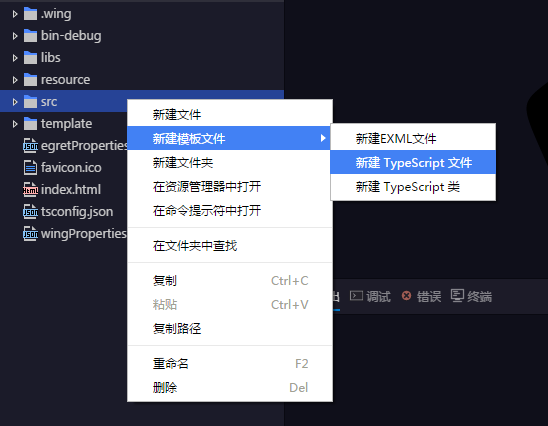 .wing
bin-debug
libs
resource
src
template
egretProperties
favicon.ico
index.html
tsconfig.json
wingProperties
新建文件
新建模板文件
新建文件夹
在资源管理器中打开
在命令提示符中打开
在文件夹中查找
复制 Ctrl+C
粘贴 Ctrl+V
复制路径
重命名 F2
删除 Del
新建EXML文件
新建 TypeScript 文件
新建 TypeScript 类
出 调试 错误 终端